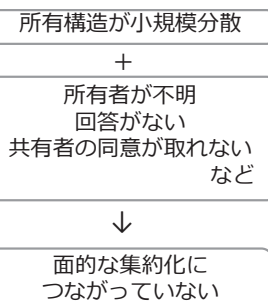 所有構造が小規模分散
＋
所有者が不明
回答がない
共有者の同意が取れない
など
↓
面的な集約化に
つながっていない